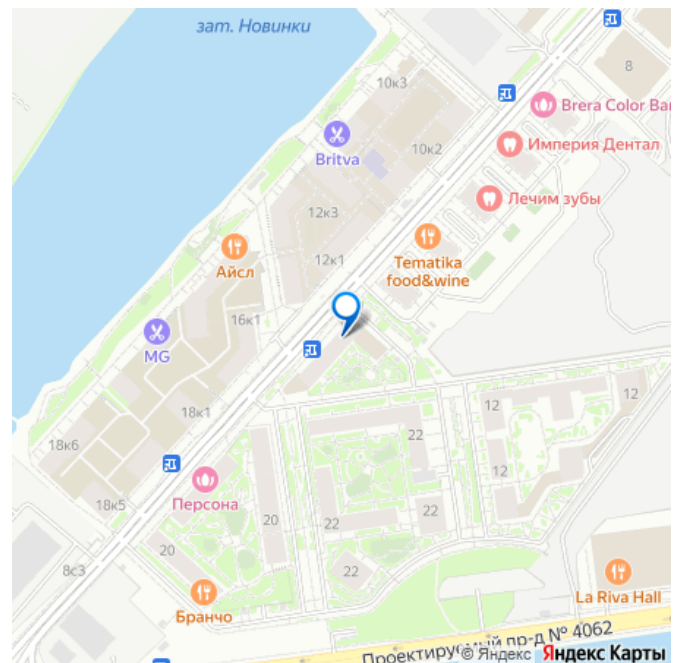 зат. Новинки
10к3
8
Brera Color Bar
Britva
10к2
Империя Дентал
Лечим зубы
12к3
Айсл
12к1
Tematika
food&wine
16к1
MG
18к1
12
12
22
18к6
12
Персона
18к5
22
20
22
20
22
8с3
Бранчо
La Riva Hall
Проектируемый пр-д № 4062
© Яндекс Яндекс Карты